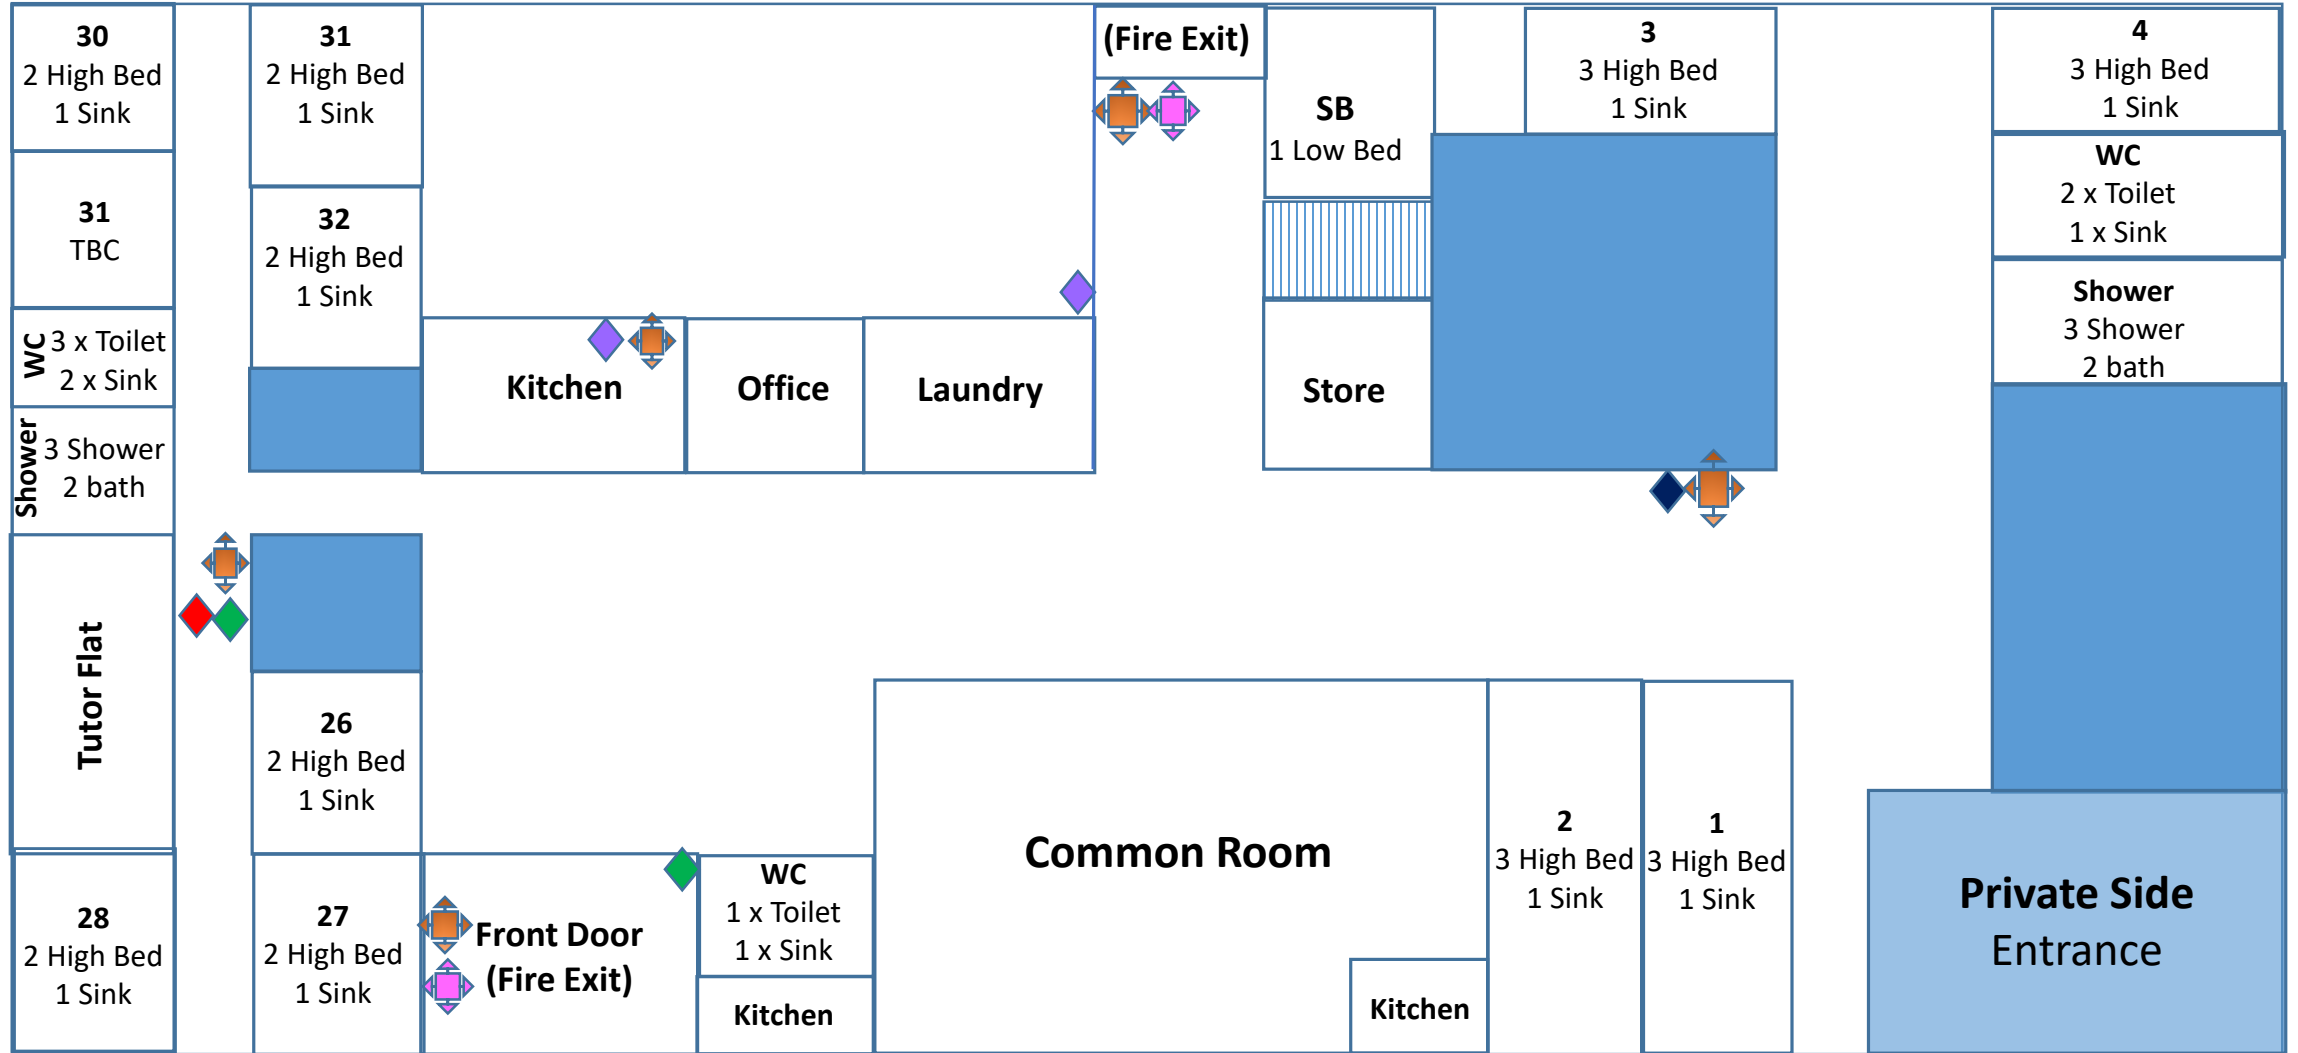 30
2 High Bed
1 Sink
31
2 High Bed
1 Sink
(Fire Exit)
SB
1 Low Bed
3
3 High Bed
1 Sink
4
3 High Bed
1 Sink
31
TBC
32
2 High Bed
1 Sink
WC
2 x Toilet
1 x Sink
WC
3 x Toilet
2 x Sink
Shower
3 Shower
2 bath
Kitchen
Office
Laundry
Store
Shower
3 Shower
2 bath
Tutor Flat
26
2 High Bed
1 Sink
28
2 High Bed
1 Sink
27
2 High Bed
1 Sink
Front Door
(Fire Exit)
WC
1 x Toilet
1 x Sink
Kitchen
Common Room
Kitchen
2
3 High Bed
1 Sink
1
3 High Bed
1 Sink
Private Side
Entrance